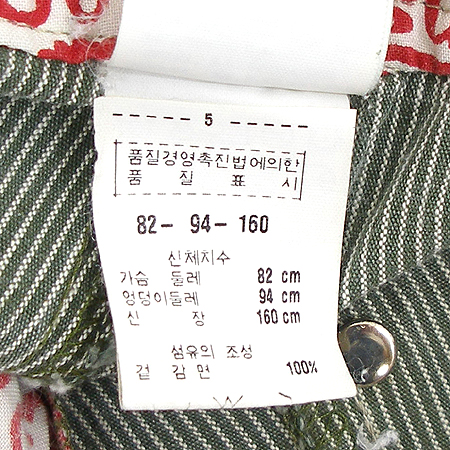 ----- 5 -----
품질경영촉진법에의한
품 질 표 시
82- 94- 160
신체치수
가슴 둘레 82 cm
엉덩이둘레 94 cm
신 장 160 cm
섬유의 조성
겉 감 면 100%